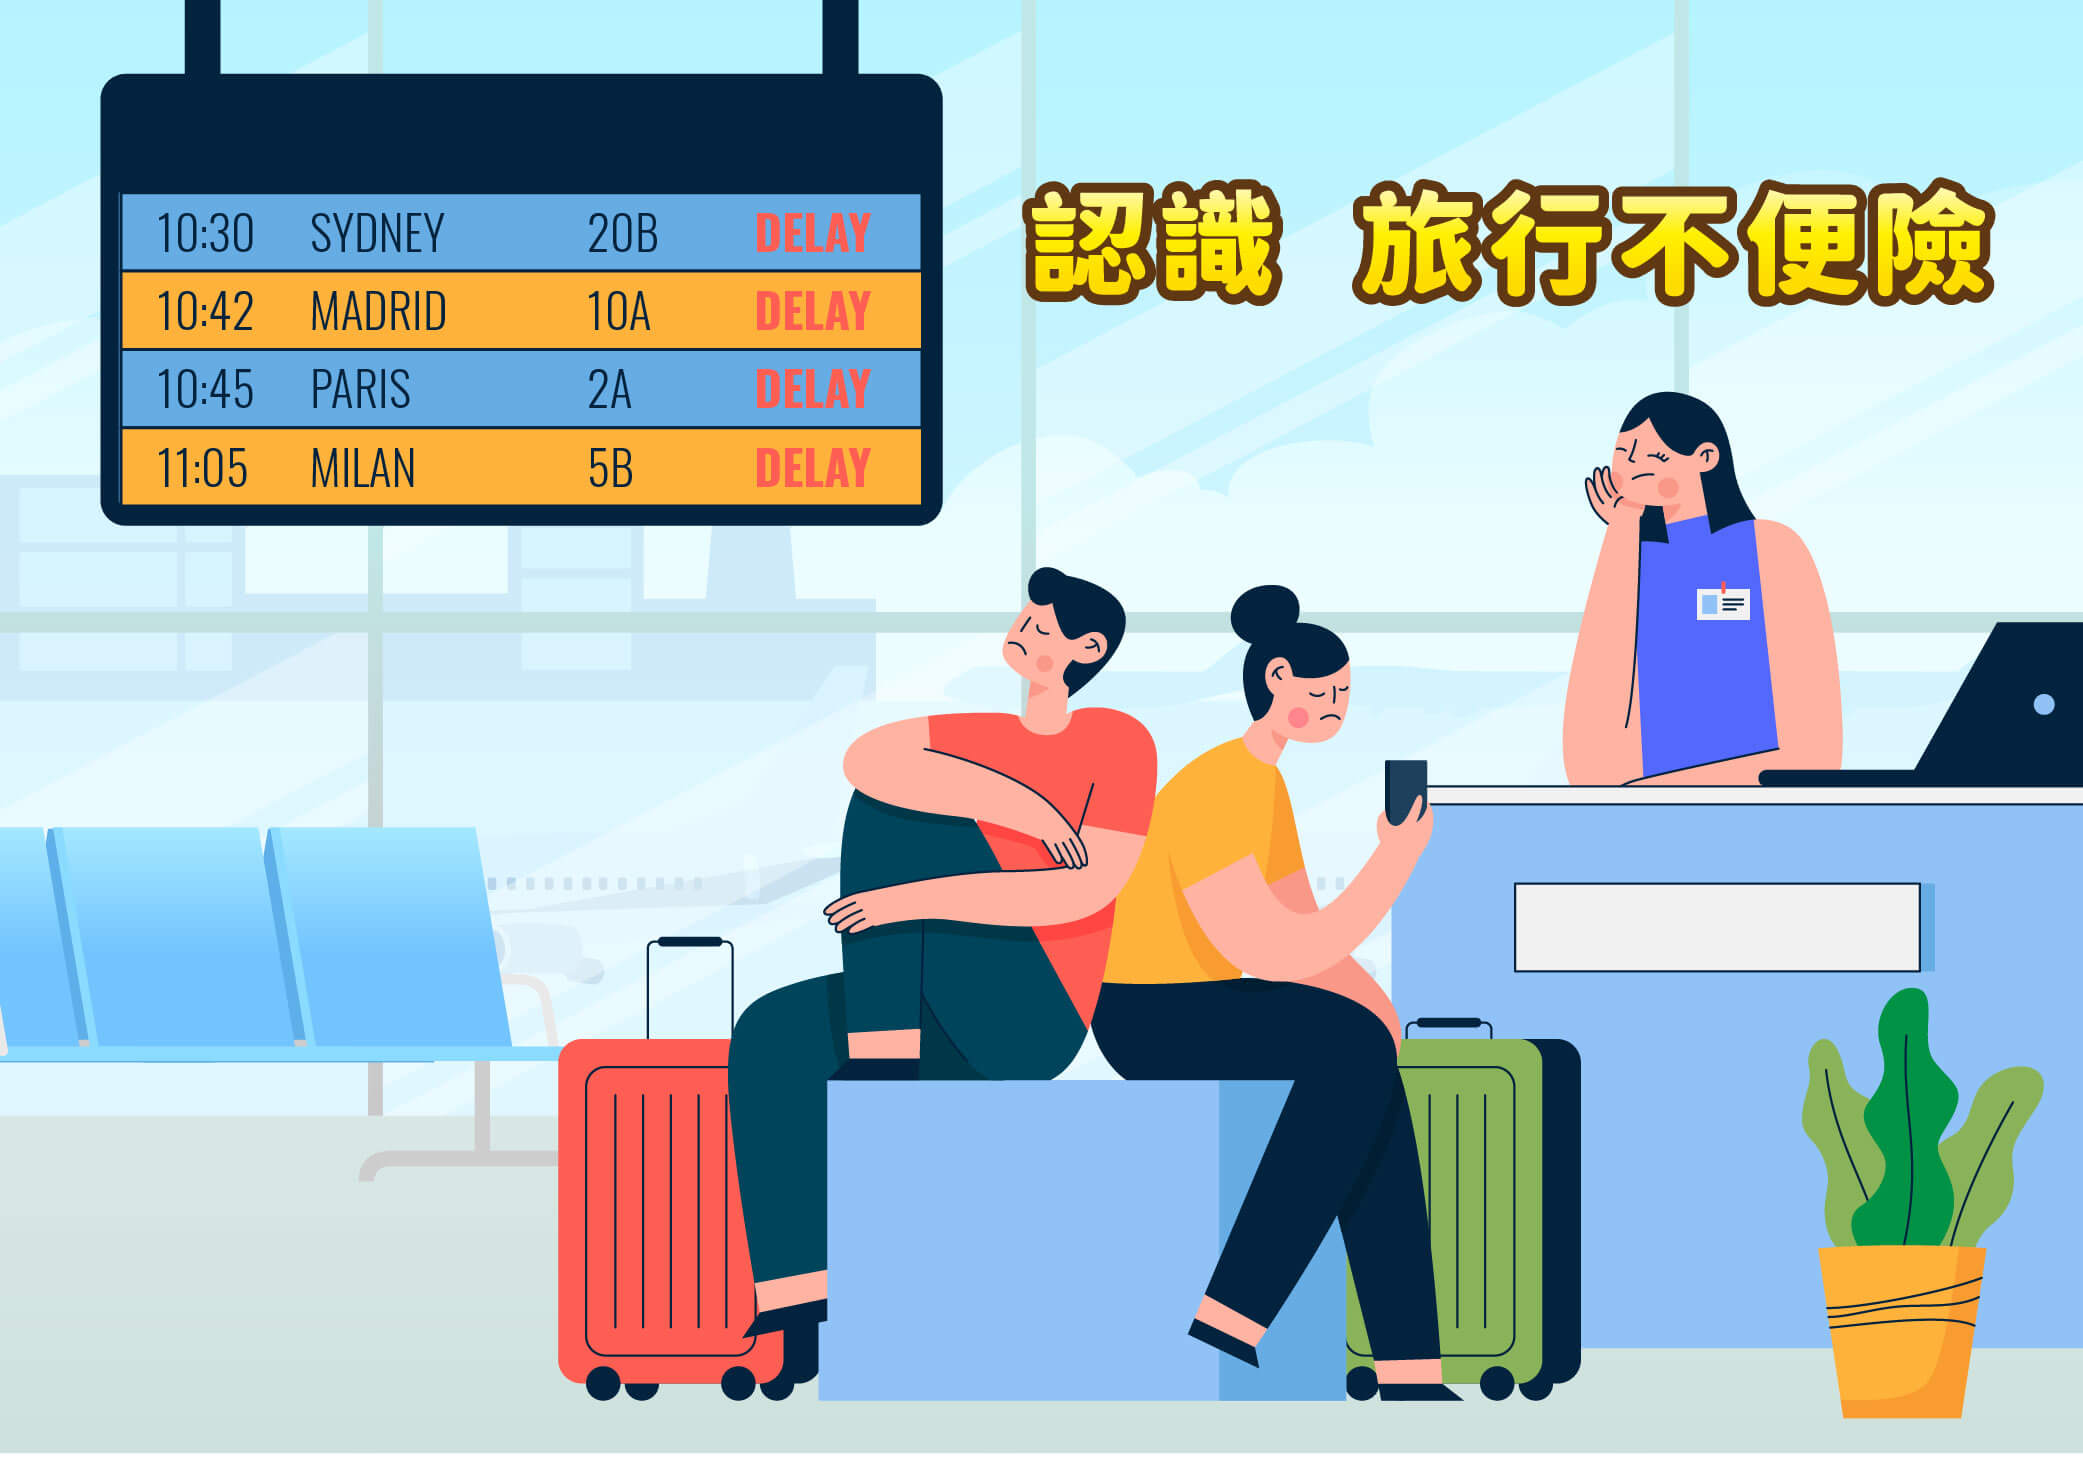 認識 旅行不便險
10:30 SYDNEY 20B DELAY
10:42 MADRID 10A DELAY
10:45 PARIS 2A DELAY
11:05 MILAN 5B DELAY